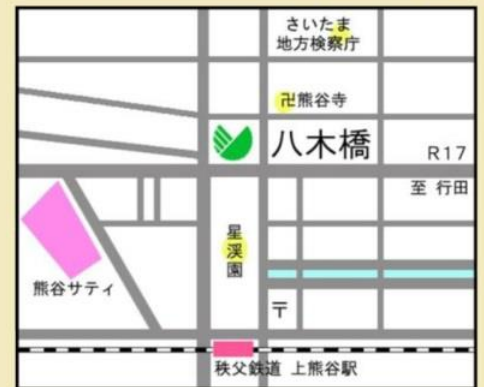 さいたま
地方検察庁
卍熊谷寺
八木橋
R17
至 行田
星渓園
熊谷サティ
〒
秩父鉄道 上熊谷駅